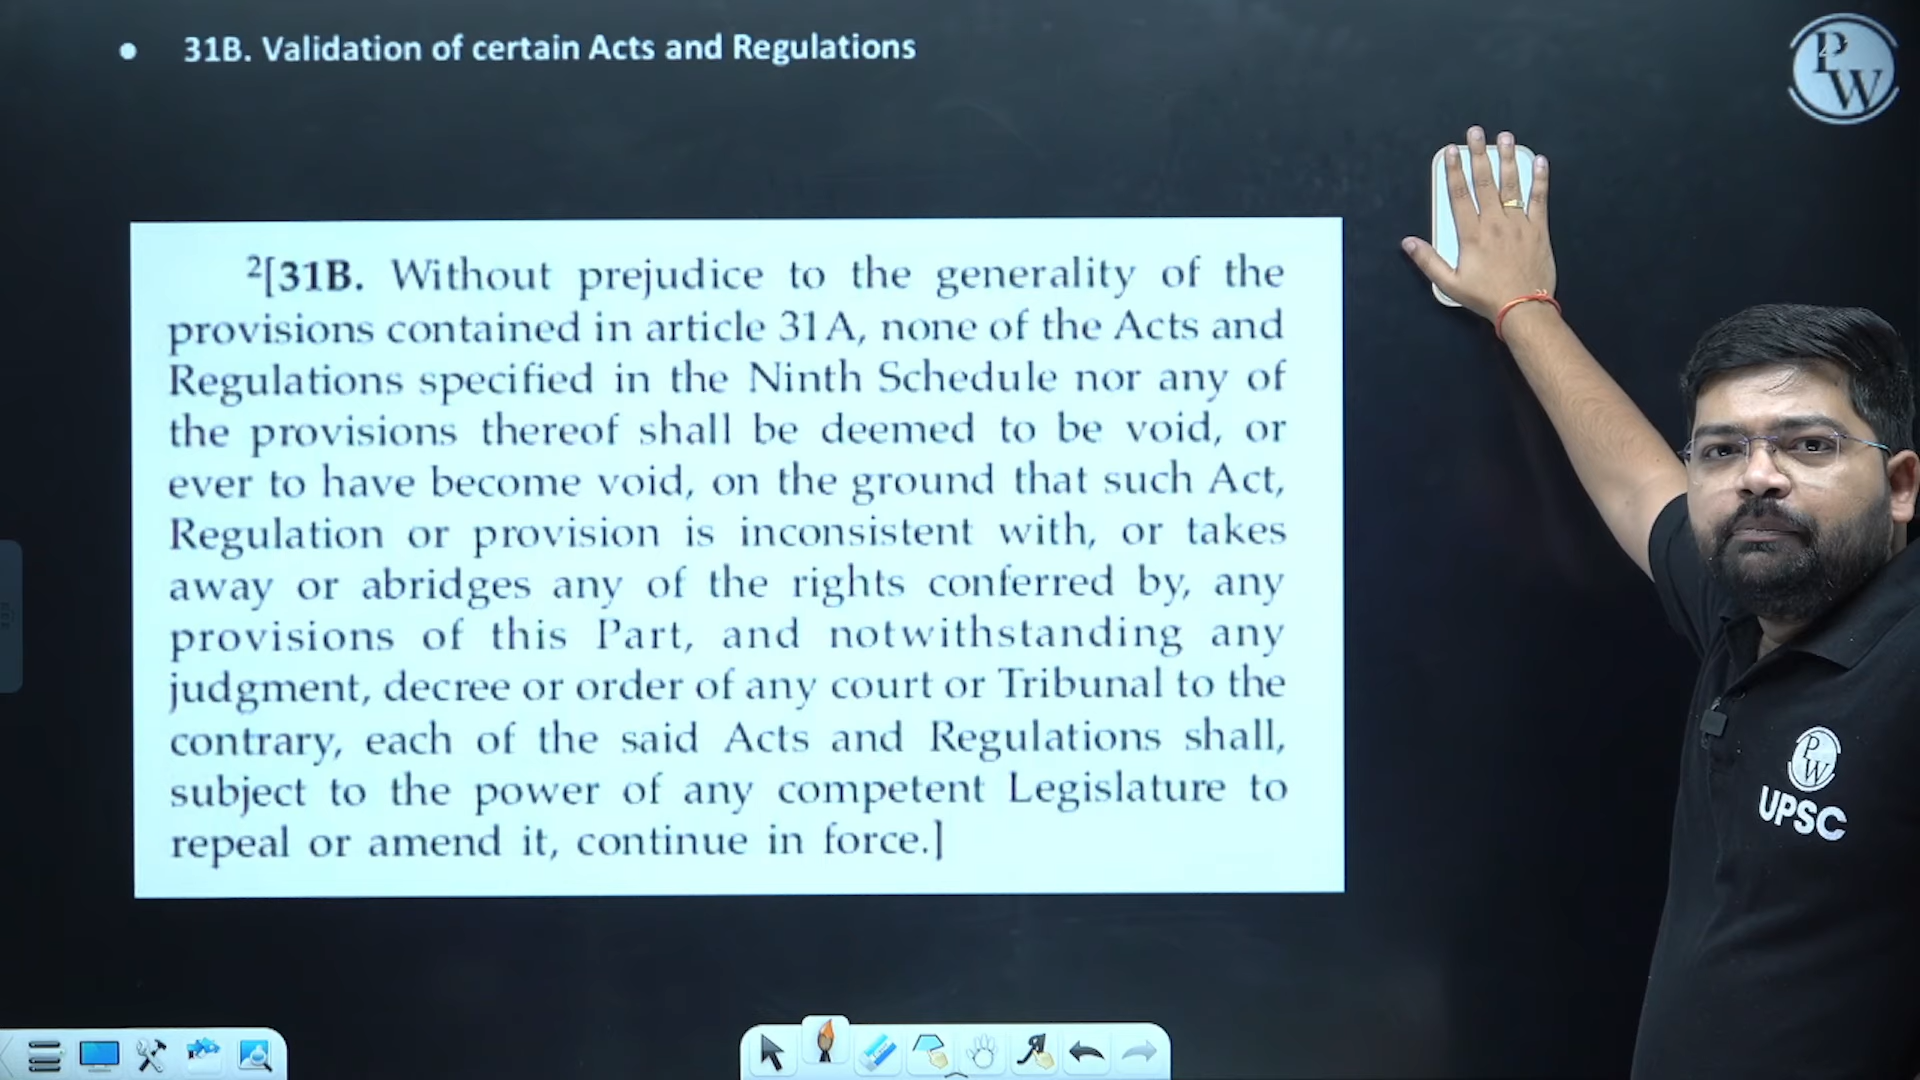 31B. Validation of certain Acts and Regulations
PW
²[31B. Without prejudice to the generality of the
provisions contained in article 31A, none of the Acts and
Regulations specified in the Ninth Schedule nor any of
the provisions thereof shall be deemed to be void, or
ever to have become void, on the ground that such Act,
Regulation or provision is inconsistent with, or takes
away or abridges any of the rights conferred by, any
provisions of this Part, and notwithstanding any
judgment, decree or order of any court or Tribunal to the
contrary, each of the said Acts and Regulations shall,
subject to the power of any competent Legislature to
repeal or amend it, continue in force.]
PW
UPSC